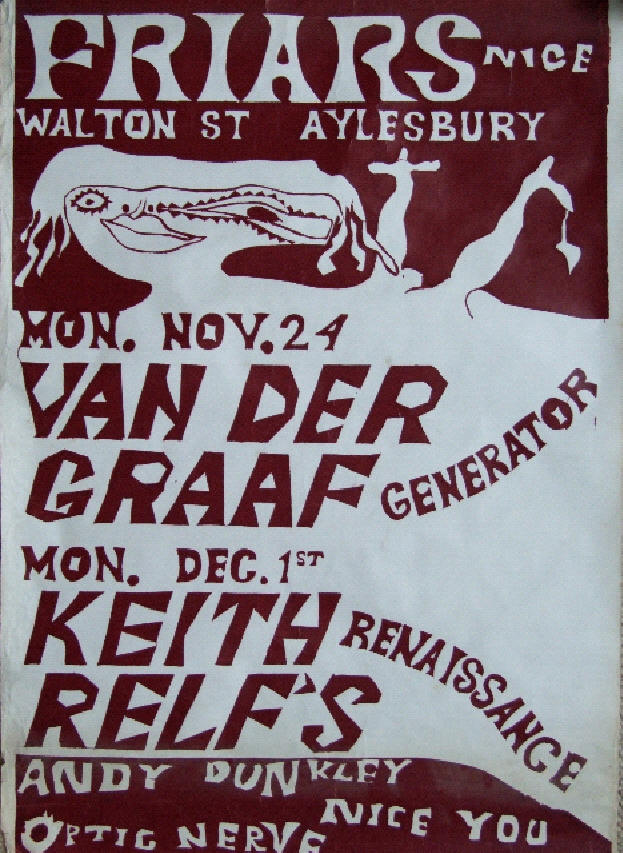 FRIARS NICE
WALTON ST AYLESBURY
MON. NOV. 24
VAN DER
GRAAF GENERATOR
MON. DEC. 1ST
KEITH RENAISSANCE
RELF'S
ANDY DUNKLEY
NICE YOU
OPTIC NERVE